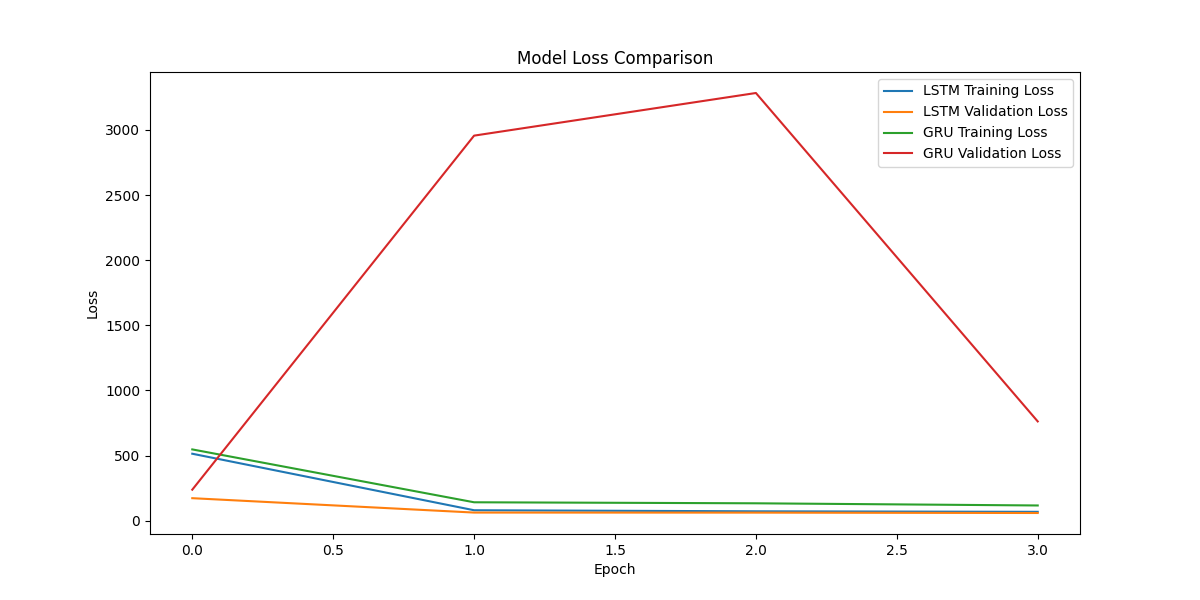 Model Loss Comparison
LSTM Training Loss
LSTM Validation Loss
GRU Training Loss
GRU Validation Loss
Loss
3000
2500
2000
1500
1000
500
0
0.0 0.5 1.0 1.5 2.0 2.5 3.0
Epoch